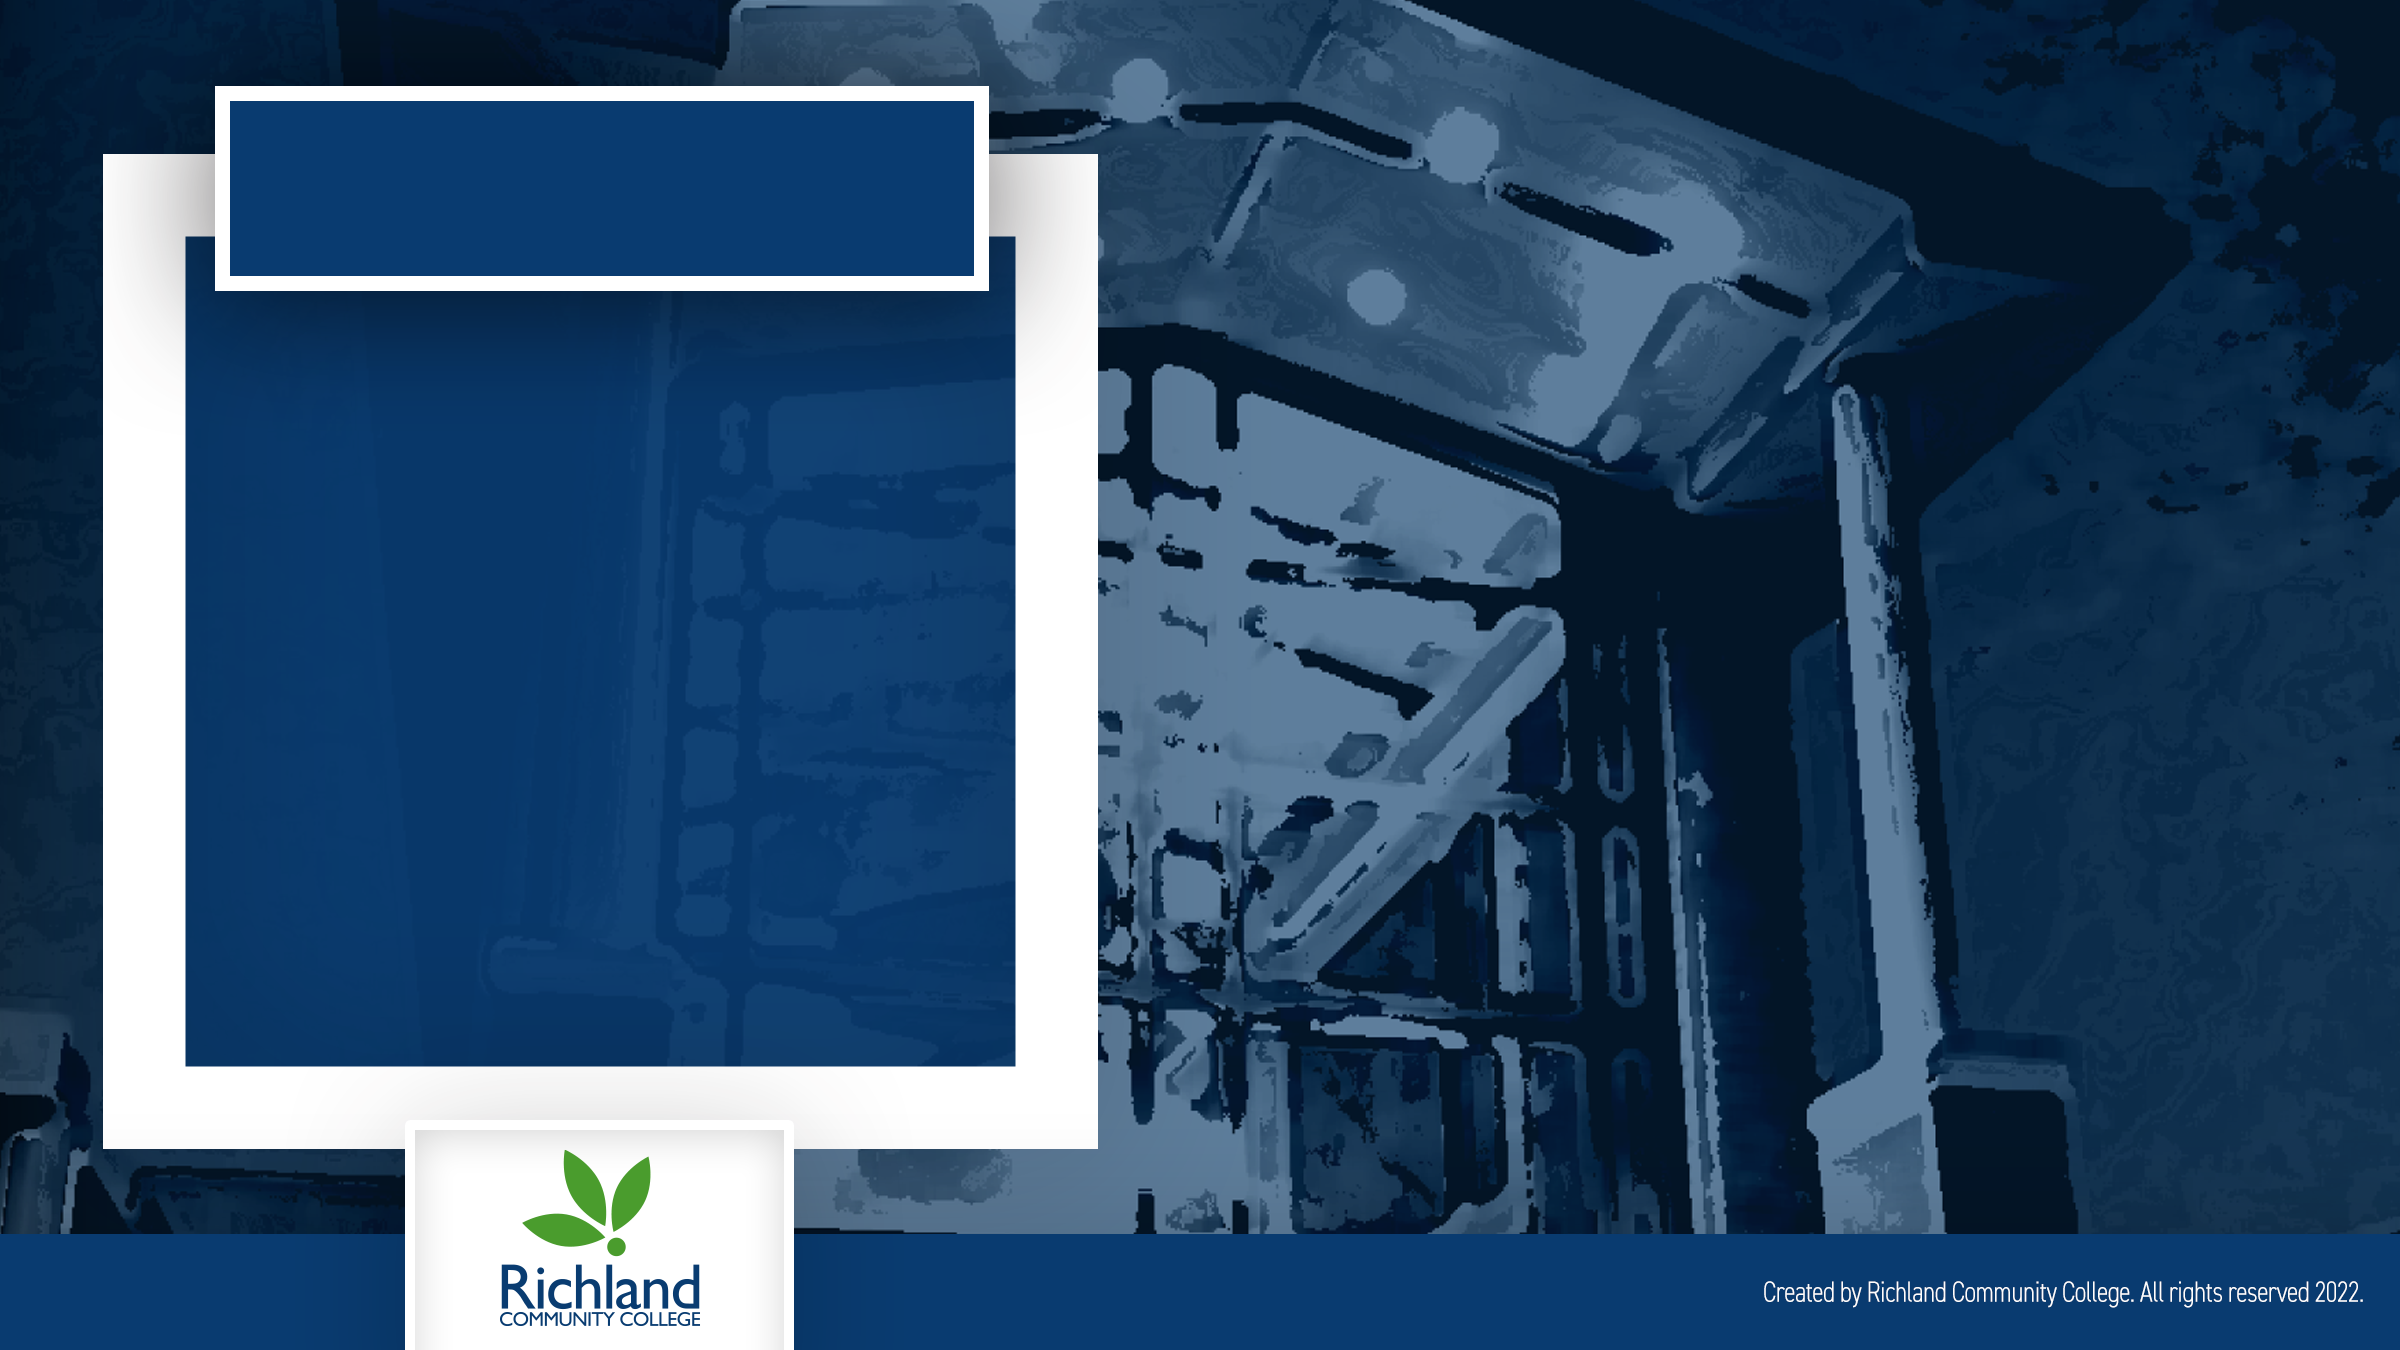 Richland
COMMUNITY COLLEGE
Created by Richland Community College. All rights reserved 2022.